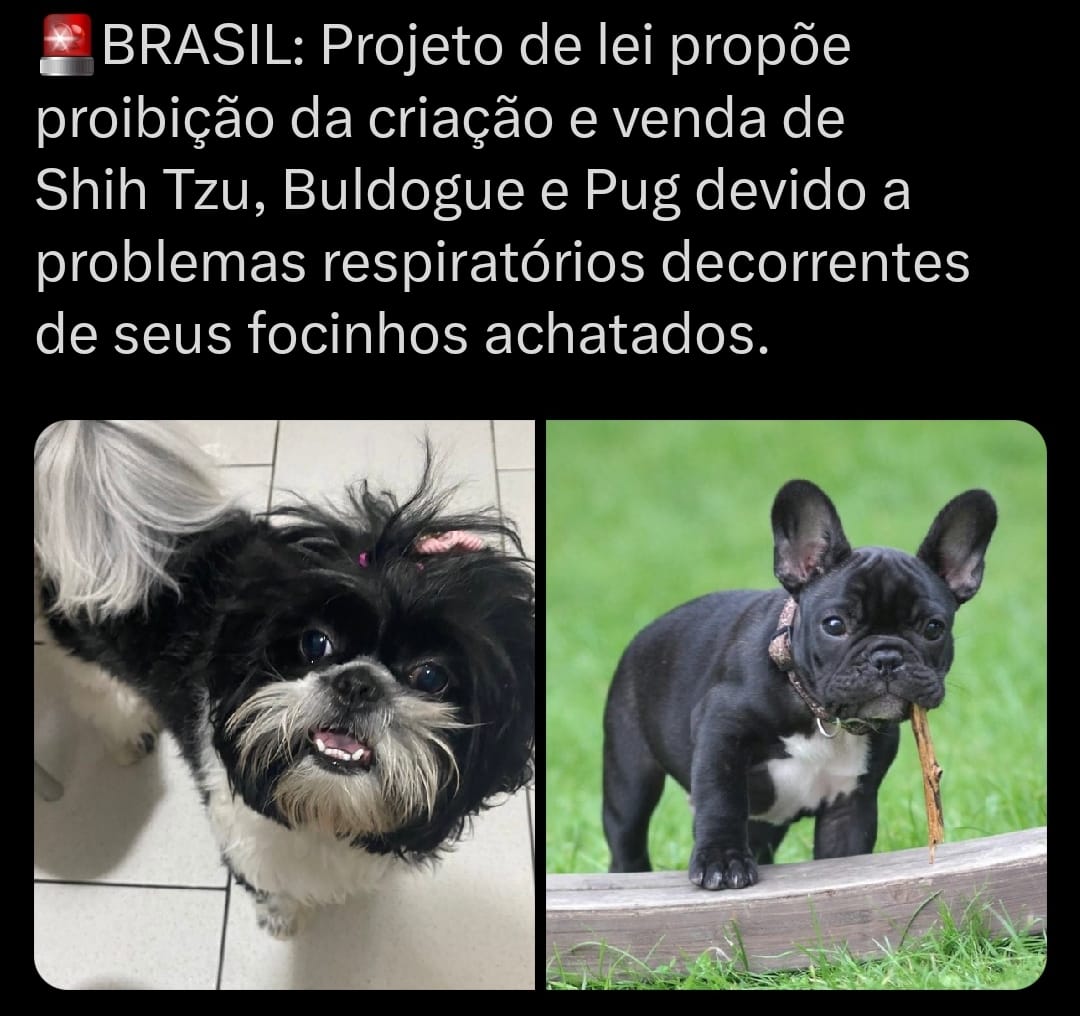 🚨BRASIL: Projeto de lei propõe
proibição da criação e venda de
Shih Tzu, Buldogue e Pug devido a
problemas respiratórios decorrentes
de seus focinhos achatados.